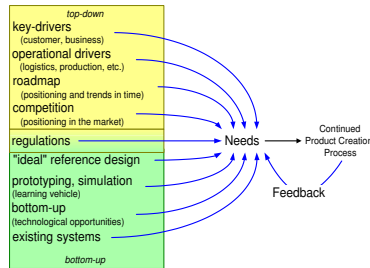 top-down
key-drivers
(customer, business)
operational drivers
(logistics, production, etc.)
roadmap
(positioning and trends in time)
competition
(positioning in the market)
regulations
"ideal" reference design
prototyping, simulation
(learning vehicle)
bottom-up
(technological opportunities)
existing systems
bottom-up
Needs
Continued
Product Creation
Process
Feedback